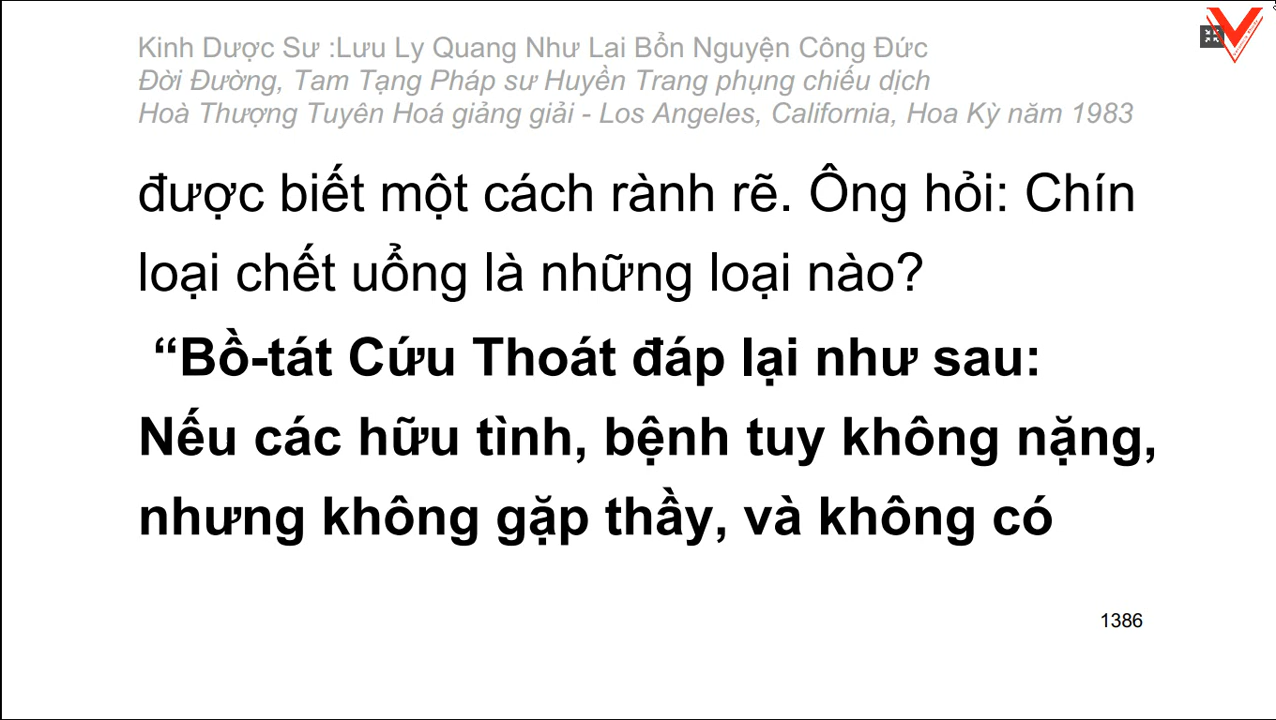 Kinh Dược Sư :Lưu Ly Quang Như Lai Bổn Nguyện Công Đức
Đời Đường, Tam Tạng Pháp sư Huyền Trang phụng chiếu dịch
Hoà Thượng Tuyên Hoá giảng giải - Los Angeles, California, Hoa Kỳ năm 1983
được biết một cách rành rẽ. Ông hỏi: Chín
loại chết uổng là những loại nào?
“Bồ-tát Cứu Thoát đáp lại như sau:
Nếu các hữu tình, bệnh tuy không nặng,
nhưng không gặp thầy, và không có
1386